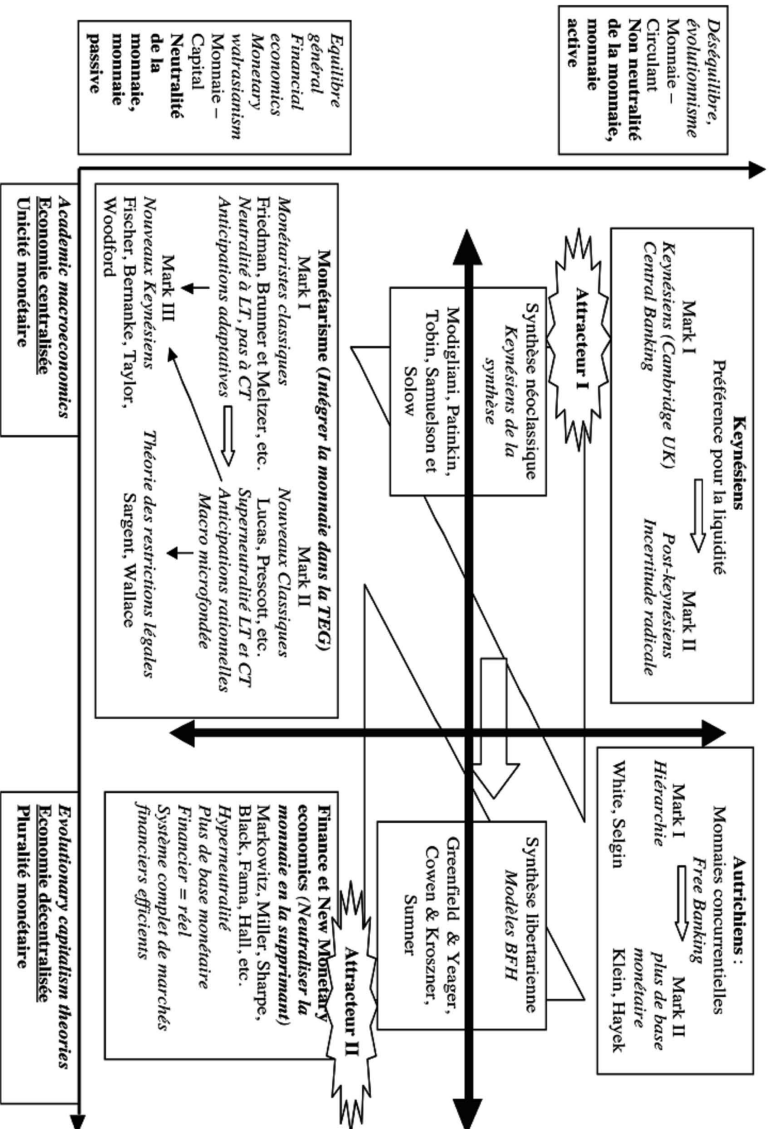 Déséquilibre,
évolutionnisme
Monnaie –
Circulant
Non neutralité
de la monnaie,
monnaie
active
Keynésiens
Préférence pour la liquidité
Mark I
Keynésiens (Cambridge UK)
Central Banking
Mark II
Post-keynésiens
Incertitude radicale
Autrichiens :
Monnaies concurrentielles
Free Banking
Mark I
Hiérarchie
White, Selgin
Mark II
plus de base
monétaire
Klein, Hayek
Attracteur I
Synthèse néoclassique
Keynésiens de la
synthèse
Modigliani, Patinkin,
Tobin, Samuelson et
Solow
Synthèse libertarienne
Modèles BFH
Greenfield & Yeager,
Cowen & Kroszner,
Sumner
Attracteur II
Equilibre
général
Financial
economics
Monetary
walrasianism
Monnaie –
Capital
Neutralité
de la
monnaie,
monnaie
passive
Monétarisme (Intégrer la monnaie dans la TEG)
Mark I
Monétaristes classiques
Friedman, Brunner et Meltzer, etc.
Neutralité à LT, pas à CT
Anticipations adaptatives
Mark II
Nouveaux Classiques
Lucas, Prescott, etc.
Superneutralité LT et CT
Anticipations rationnelles
Macro microfondée
Mark III
Nouveaux Keynésiens
Fischer, Bernanke, Taylor,
Woodford
Théorie des restrictions légales
Sargent, Wallace
Finance et New Monetary
economics (Neutraliser la
monnaie en la supprimant)
Markowitz, Miller, Sharpe,
Black, Fama, Hall, etc.
Hyperneutralité
Plus de base monétaire
Financier = réel
Système complet de marchés
financiers efficients
Academic macroeconomics
Economie centralisée
Unicité monétaire
Evolutionary capitalism theories
Economie décentralisée
Pluralité monétaire